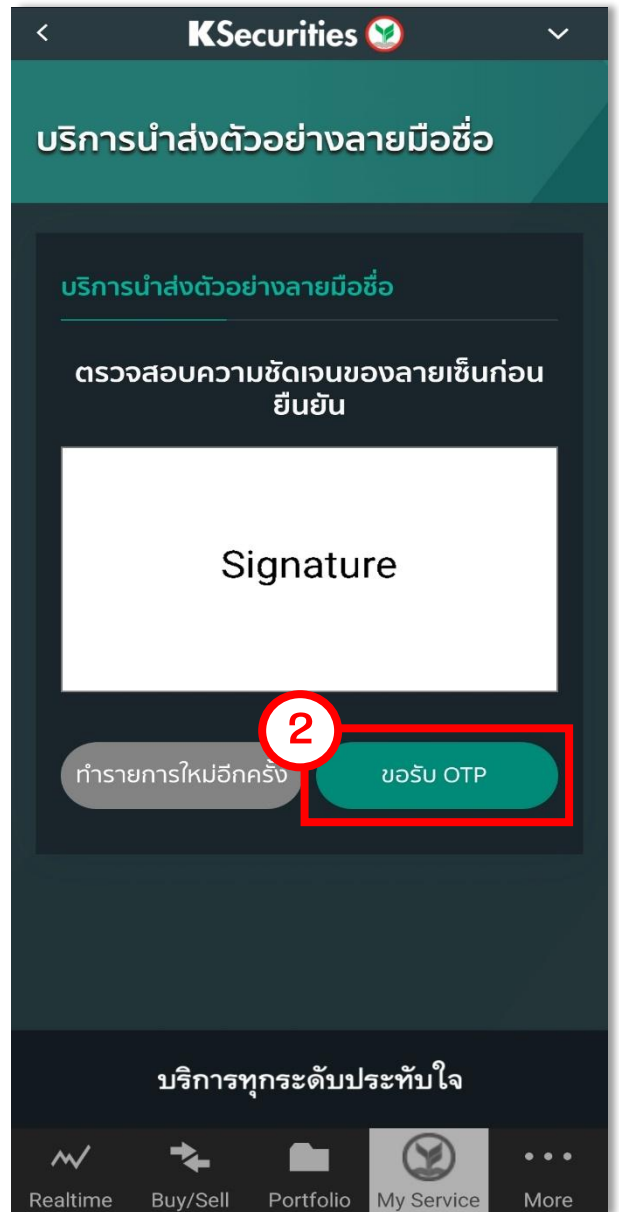 KSecurities
บริการนำส่งตัวอย่างลายมือชื่อ
บริการนำส่งตัวอย่างลายมือชื่อ
ตรวจสอบความชัดเจนของลายเซ็นก่อน
ยืนยัน
Signature
2
ทำรายการใหม่อีกครั้ง ขอรับ OTP
บริการทุกระดับประทับใจ
Realtime Buy/Sell Portfolio My Service More